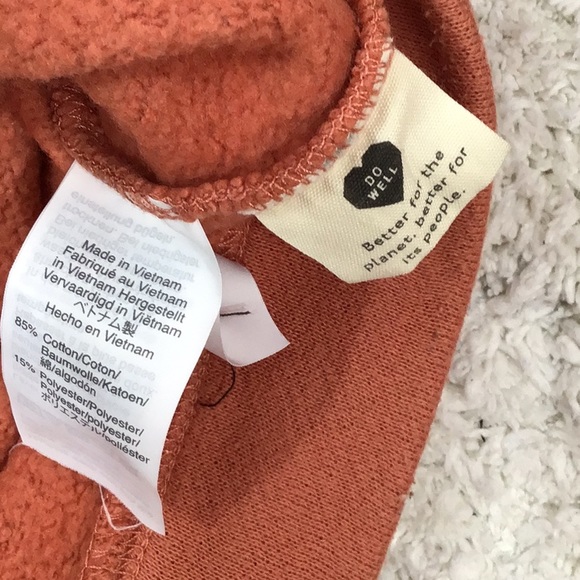 Made in Vietnam
Fabriqué au Vietnam
in Vietnam Hergestellt
Vervaardigd in Viëtnam
ベトナム製
Hecho en Vietnam
85% Cotton/Coton/
Baumwolle/Katoen/
綿/algodón
15% Polyester/Polyester/
Polyester/polyester/
ポリエステル/poliéster
DO
WELL
Better for the
planet, better for
its people.